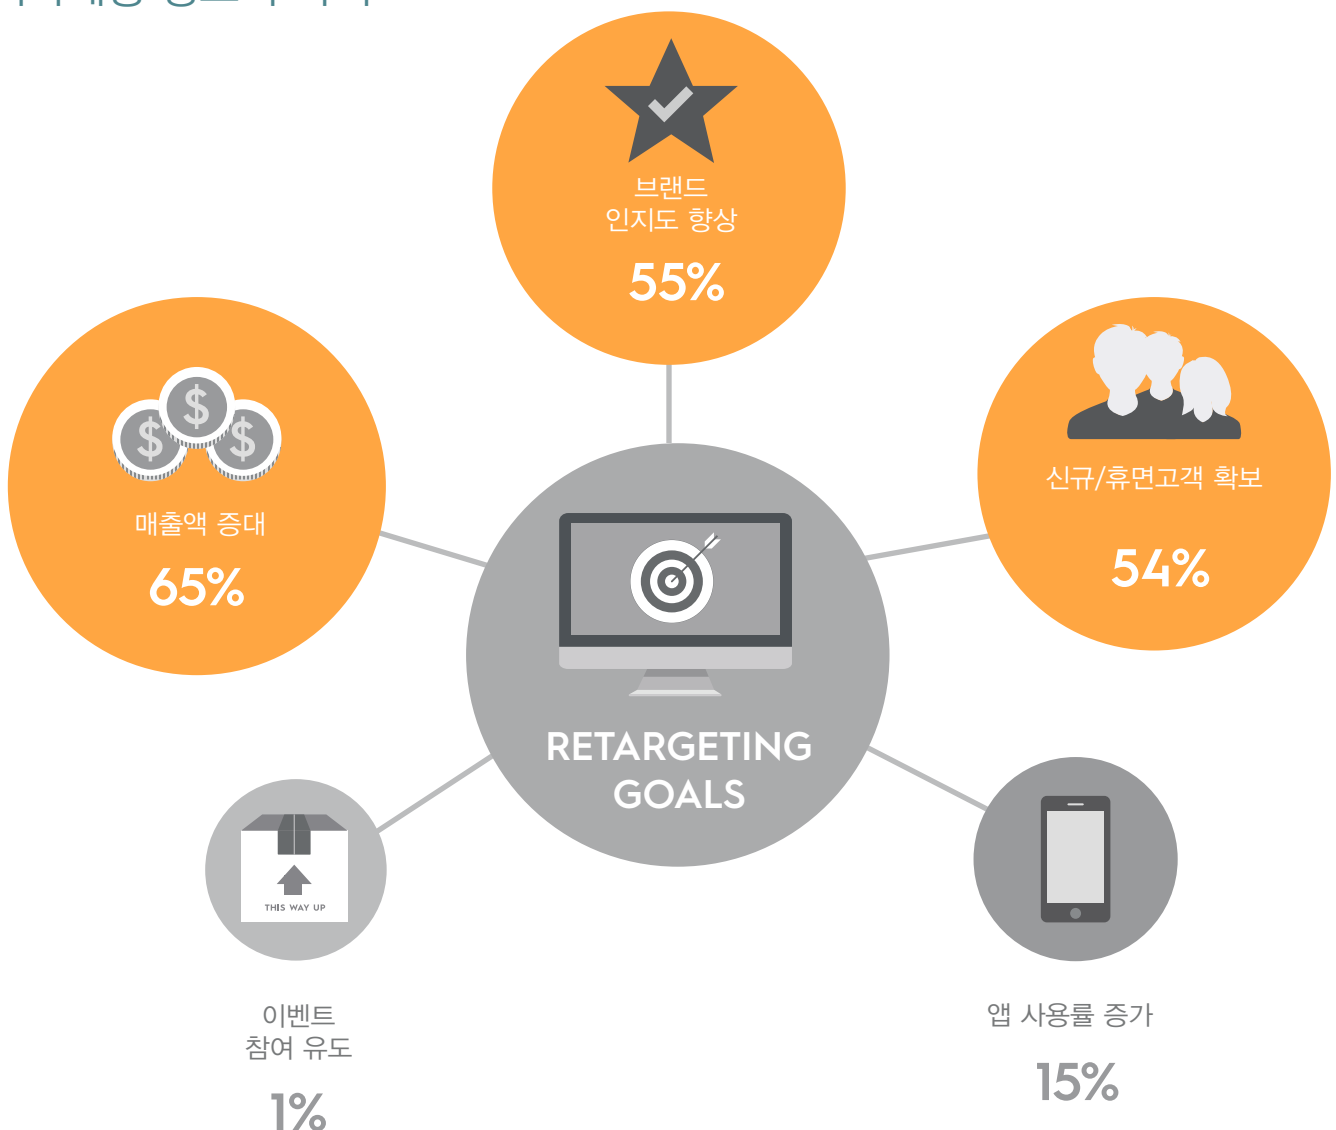 브랜드
인지도 향상
55%
매출액 증대
65%
신규/휴면고객 확보
54%
RETARGETING
GOALS
THIS WAY UP
이벤트
참여 유도
1%
앱 사용률 증가
15%